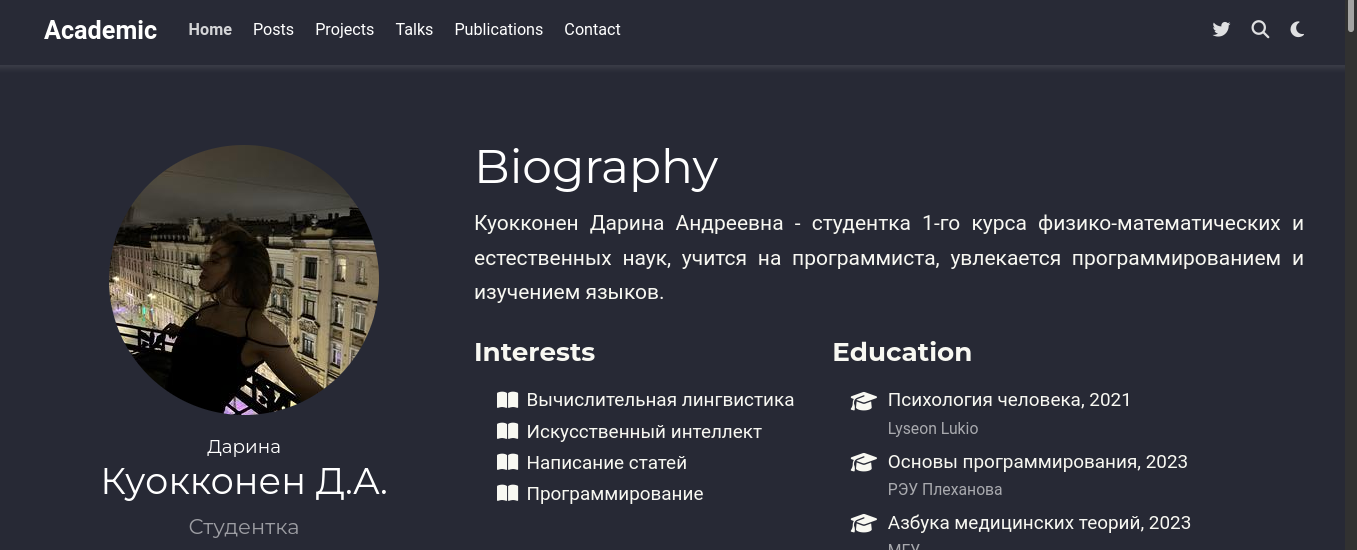 Academic Home Posts Projects Talks Publications Contact
Biography
Куокконен Дарина Андреевна - студентка 1-го курса физико-математических и
естественных наук, учится на программиста, увлекается программированием и
изучением языков.
Interests
Вычислительная лингвистика
Искусственный интеллект
Написание статей
Программирование
Education
Психология человека, 2021
Lyseon Lukio
Основы программирования, 2023
РЭУ Плеханова
Азбука медицинских теорий, 2023
МГУ
Дарина
Куокконен Д.А.
Студентка